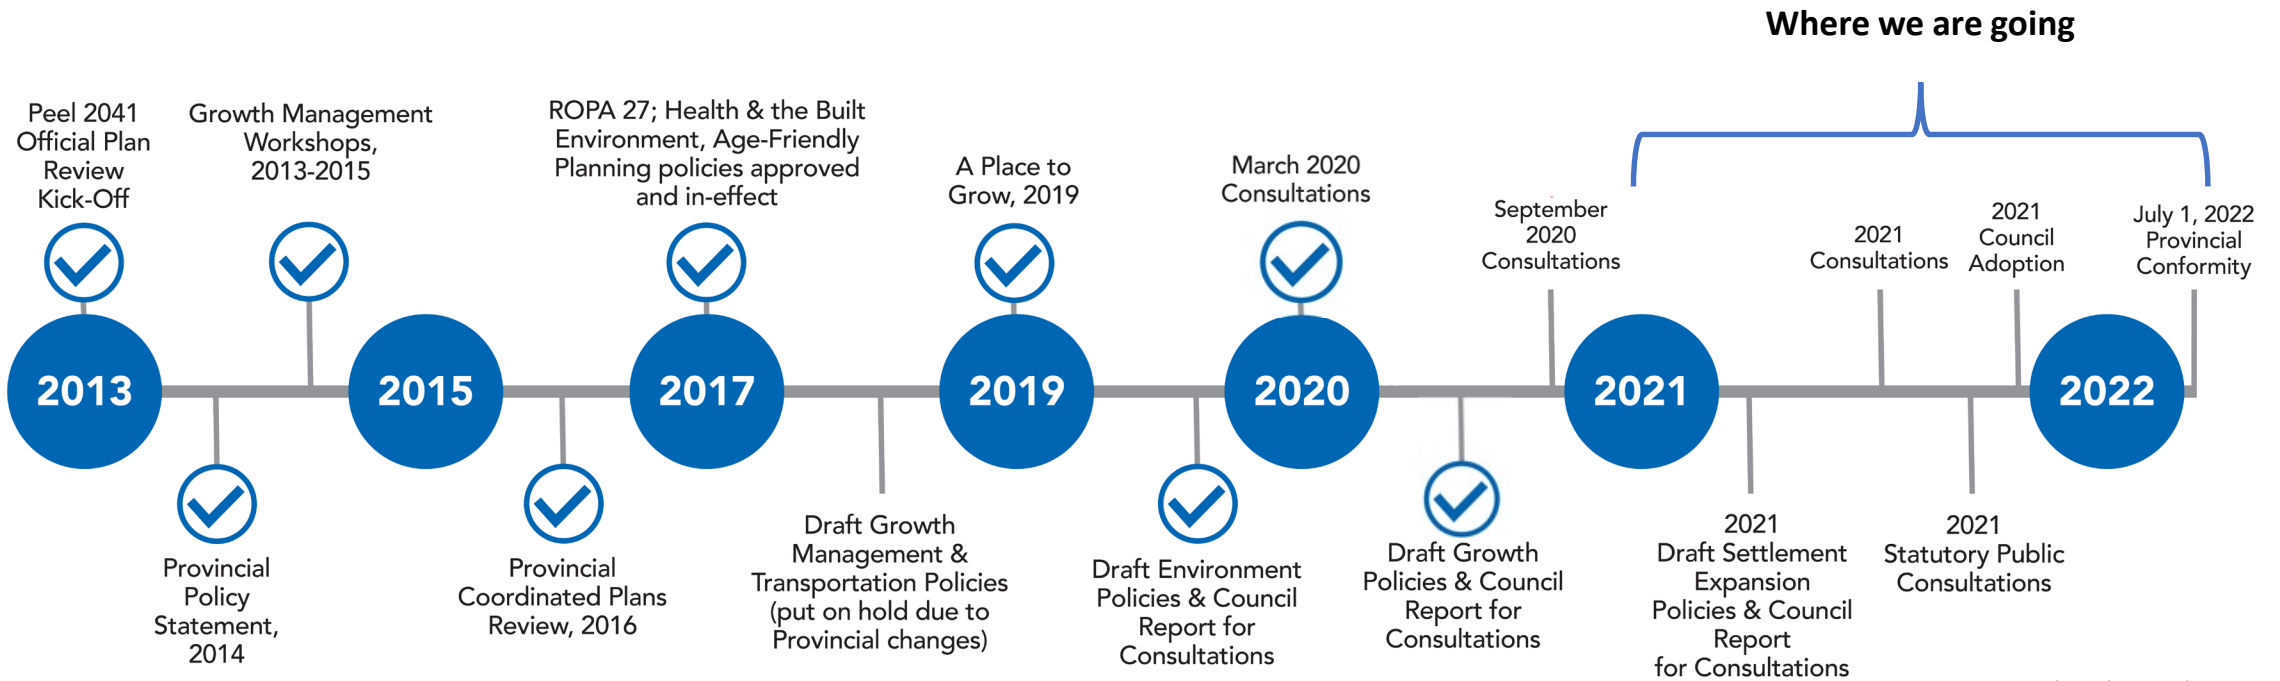 Where we are going
Peel 2041
Official Plan
Review
Kick-Off
Growth Management
Workshops,
2013-2015
ROPA 27; Health & the Built
Environment, Age-Friendly
Planning policies approved
and in-effect
A Place to
Grow, 2019
March 2020
Consultations
September
2020
Consultations
2021
Consultations
2021
Council
Adoption
July 1, 2022
Provincial
Conformity
2013
2015
2017
2019
2020
2021
2022
Provincial
Policy
Statement,
2014
Provincial
Coordinated Plans
Review, 2016
Draft Growth
Management &
Transportation Policies
(put on hold due to
Provincial changes)
Draft Environment
Policies & Council
Report for
Consultations
Draft Growth
Policies & Council
Report for
Consultations
2021
Draft Settlement
Expansion
Policies & Council
Report
for Consultations
2021
Statutory Public
Consultations